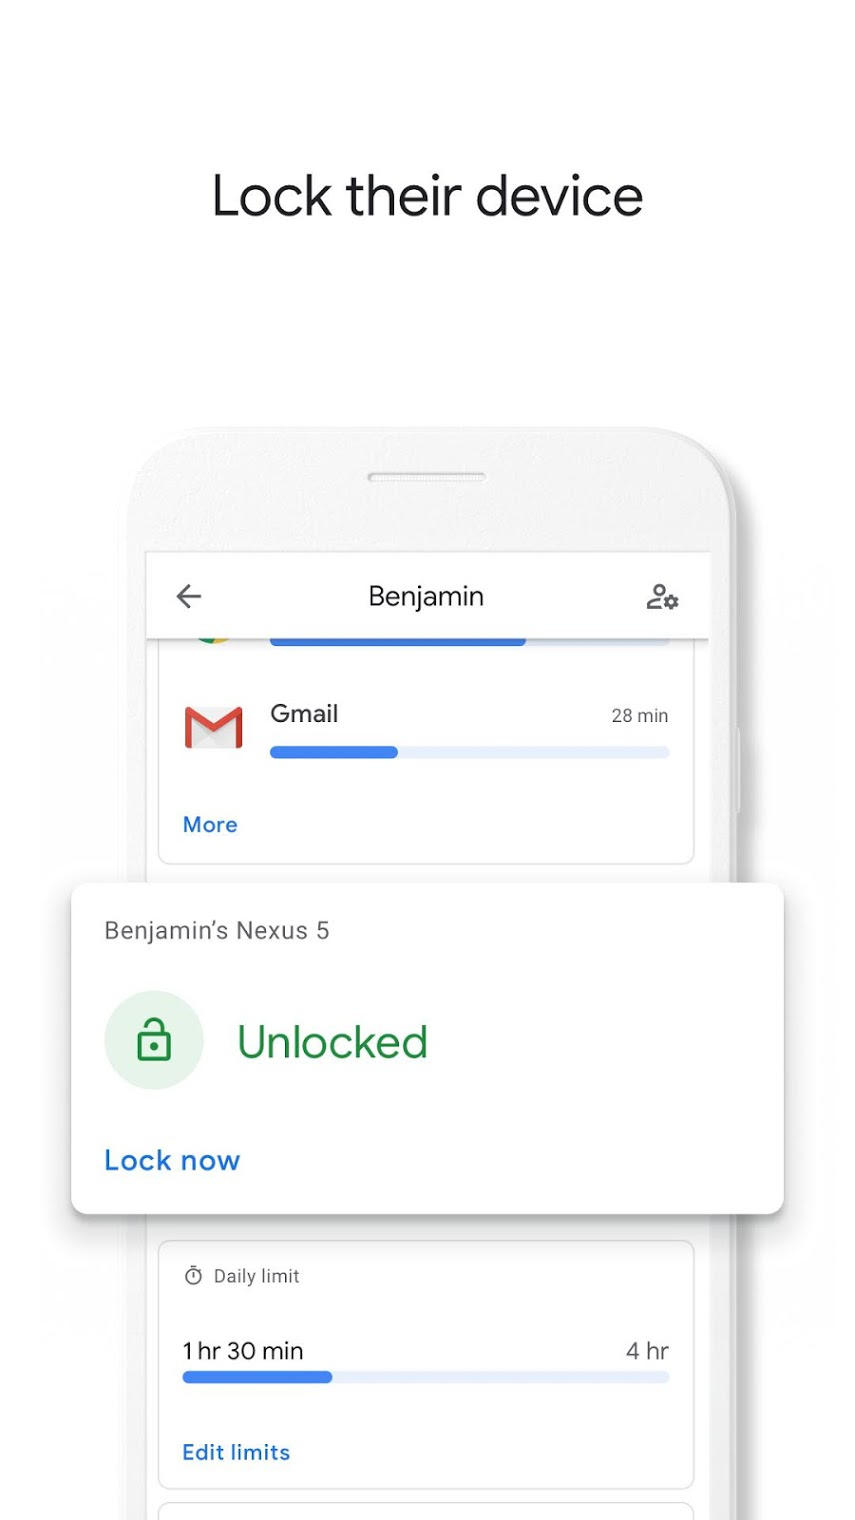 Lock their device
Benjamin
Gmail 28 min
More
Benjamin’s Nexus 5
Unlocked
Lock now
Daily limit
1 hr 30 min 4 hr
Edit limits